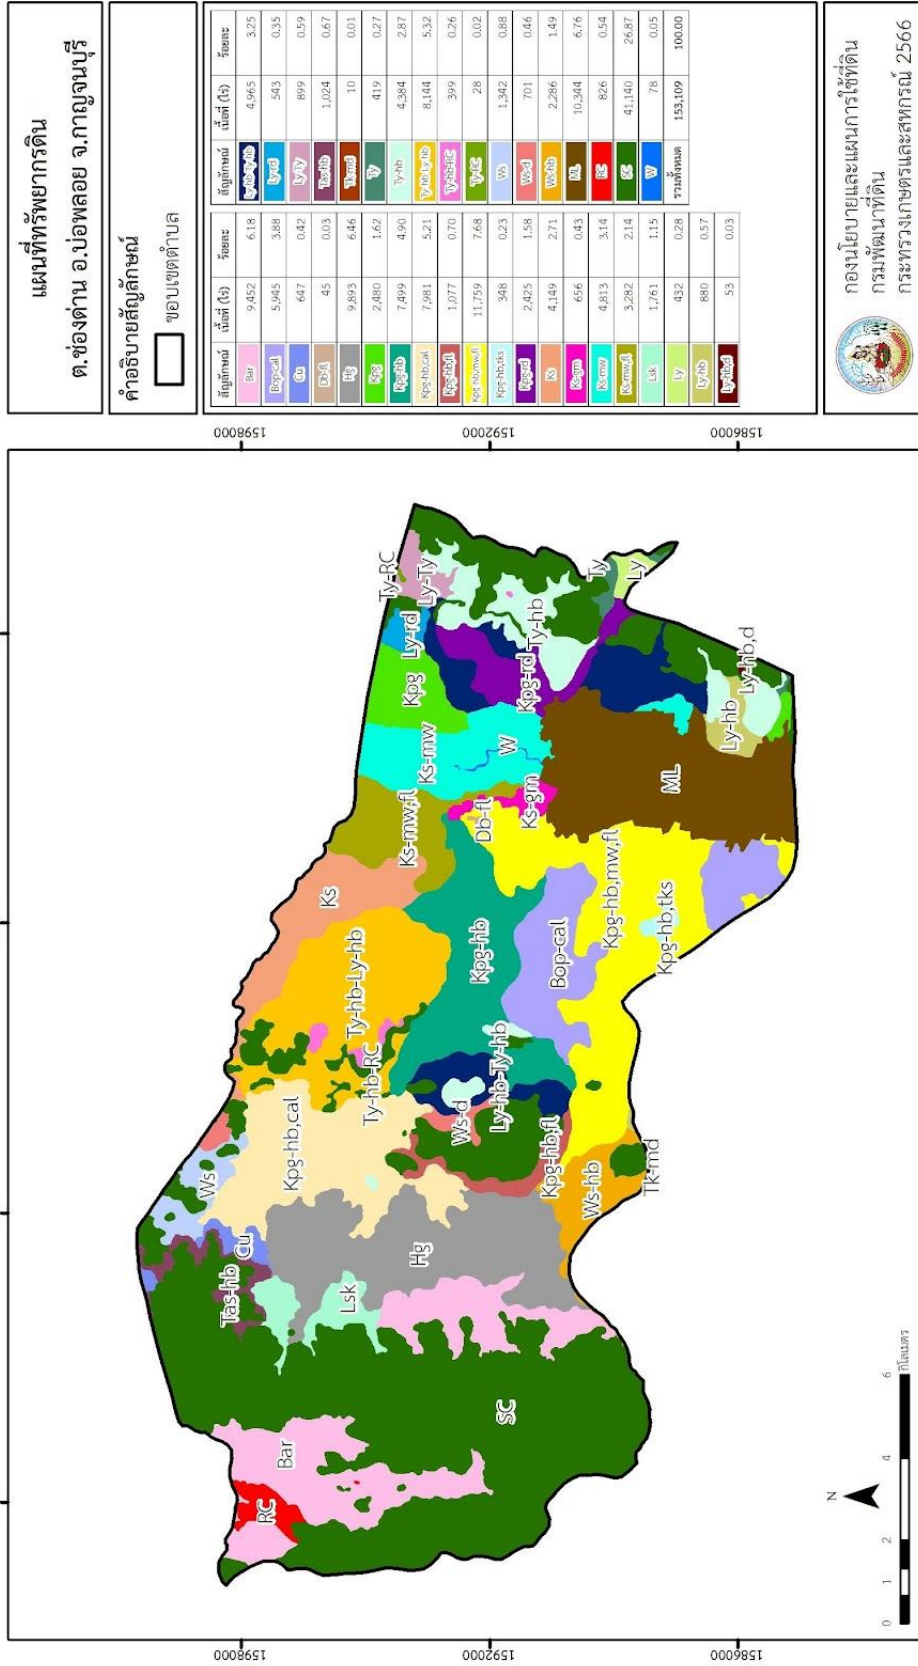 แผนที่ทรัพยากรดิน
ต.ช่องด่าน อ.บ่อพลอย จ.กาญจนบุรี
คำอธิบายสัญลักษณ์
ขอบเขตตำบล
สัญลักษณ์ เนื้อที่ (ไร่) ร้อยละ สัญลักษณ์ เนื้อที่ (ไร่) ร้อยละ
Bar 9,452 6.18 Ly-hb-Ty-hb 4,965 3.25
Bop-cal 5,945 3.88 Ly-rd 543 0.35
Cu 647 0.42 Ly-Ty 899 0.59
Db-fl 45 0.03 Tas-hb 1,024 0.67
Hg 9,893 6.46 Tk-md 10 0.01
Kpg 2,480 1.62 Ty 419 0.27
Kpg-hb 7,499 4.90 Ty-hb 4,384 2.87
Kpg-hb,cal 7,981 5.21 Ty-hb-Ly-hb 8,144 5.32
Kpg-hb,fl 1,077 0.70 Ty-hb-RC 399 0.26
Kpg-hb,mw,fl 11,759 7.68 Ty-RC 28 0.02
Kpg-hb,tks 348 0.23 Ws 1,342 0.88
Kpg-rd 2,425 1.58 Ws-d 701 0.46
Ks 4,149 2.71 Ws-hb 2,286 1.49
Ks-gm 656 0.43 ML 10,344 6.76
Ks-mw 4,813 3.14 RC 826 0.54
Ks-mw,fl 3,282 2.14 SC 41,140 26.87
Lsk 1,761 1.15 W 78 0.05
Ly 432 0.28 รวมทั้งหมด 153,109 100.00
Ly-hb 880 0.57
Ly-hb,d 53 0.03
กองนโยบายและแผนการใช้ที่ดิน
กรมพัฒนาที่ดิน
กระทรวงเกษตรและสหกรณ์ 2566
1598000
1592000
1586000
Ty-RC
Ly-Ty
Ly-rd
Kpg
Ks-mw
Ks-mw,fl
Ks
Ty-hb-Ly-hb
Ty-hb-RC
Kpg-hb,cal
Ws
Cu
Tas-hb
Lsk
Bar
RC
SC
Hg
Ws-d
Ly-hb-Ty-hb
Kpg-hb,fl
Ws-hb
Tk-md
Kpg-hb
Bop-cal
Kpg-hb,mw,fl
Kpg-hb,tks
Db-fl
Ks-gm
W
Kpg-rd
Ty-hb
Ty
Ly
ML
Ly-hb
Ly-hb,d
1598000
1592000
1586000
N
0 1 2 4 6
กิโลเมตร